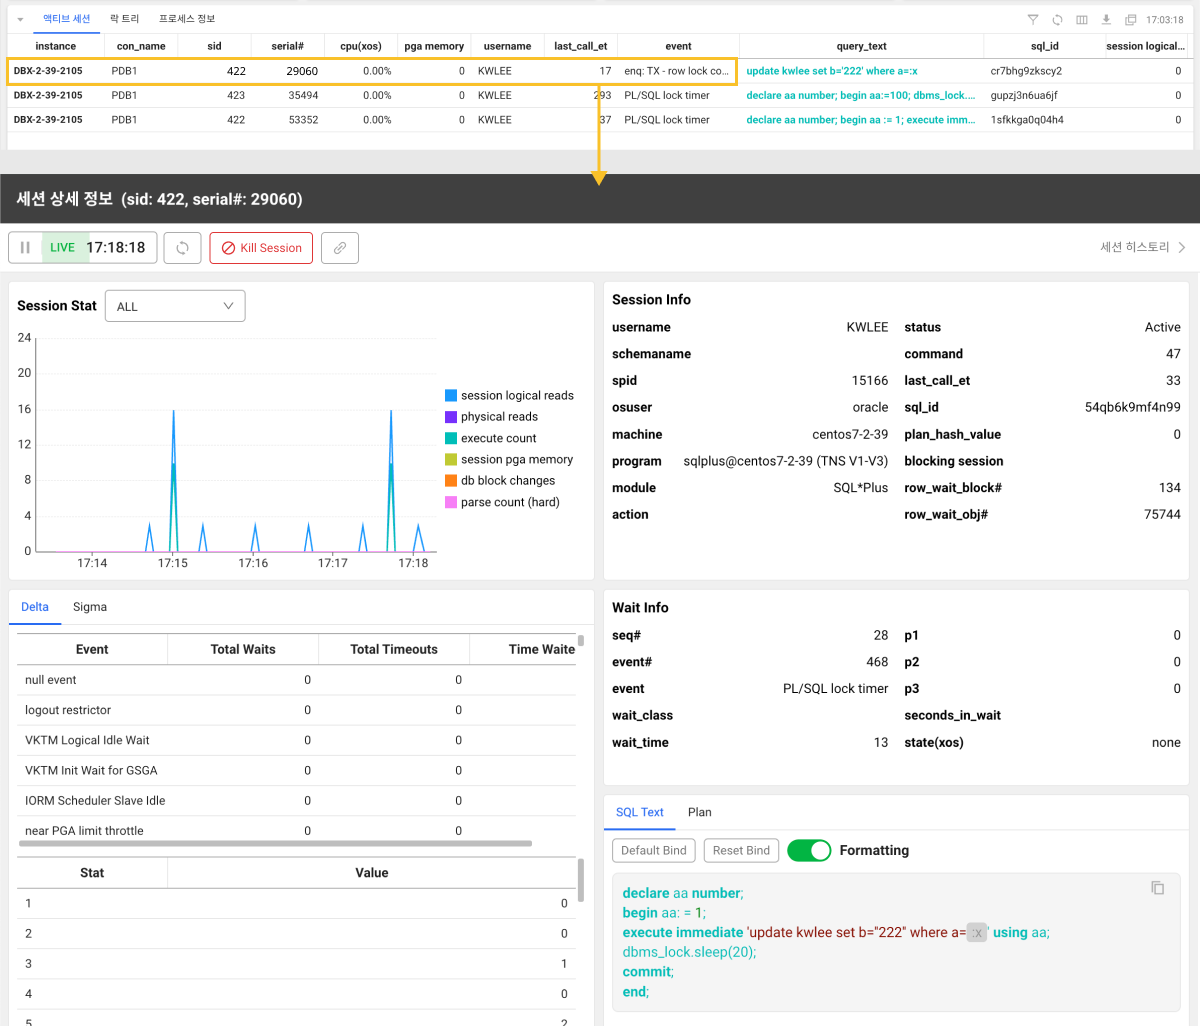 액티브 세션 락 트리 프로세스 정보 17:03:18
instance con_name sid serial# cpu(xos) pga memory username last_call_et event query_text sql_id session logical...
DBX-2-39-2105 PDB1 422 29060 0.00% 0 KWLEE 17 enq: TX - row lock co... update kwlee set b='222' where a=:x cr7bhg9zkscy2 0
DBX-2-39-2105 PDB1 423 35494 0.00% 0 KWLEE 293 PL/SQL lock timer declare aa number; begin aa:=100; dbms_lock.... gupzj3n6ua6jf 0
DBX-2-39-2105 PDB1 422 53352 0.00% 0 KWLEE 37 PL/SQL lock timer declare aa number; begin aa := 1; execute imm... 1sfkkga0q04h4 0
세션 상세 정보 (sid: 422, serial#: 29060)
LIVE 17:18:18 Kill Session 세션 히스토리
Session Stat ALL
24
20
16
12
8
4
0
17:14 17:15 17:16 17:17 17:18
session logical reads
physical reads
execute count
session pga memory
db block changes
parse count (hard)
Session Info
username KWLEE status Active
schemaname command 47
spid 15166 last_call_et 33
osuser oracle sql_id 54qb6k9mf4n99
machine centos7-2-39 plan_hash_value 0
program sqlplus@centos7-2-39 (TNS V1-V3) blocking session
module SQL*Plus row_wait_block# 134
action row_wait_obj# 75744
Delta Sigma
Event Total Waits Total Timeouts Time Waite
null event 0 0
logout restrictor 0 0
VKTM Logical Idle Wait 0 0
VKTM Init Wait for GSGA 0 0
IORM Scheduler Slave Idle 0 0
near PGA limit throttle 0 0
Stat Value
1 0
2 0
3 1
4 0
5 2
Wait Info
seq# 28 p1 0
event# 468 p2 0
event PL/SQL lock timer p3 0
wait_class seconds_in_wait
wait_time 13 state(xos) none
SQL Text Plan
Default Bind Reset Bind Formatting
declare aa number;
begin aa: = 1;
execute immediate 'update kwlee set b="222" where a= :x ' using aa;
dbms_lock.sleep(20);
commit;
end;